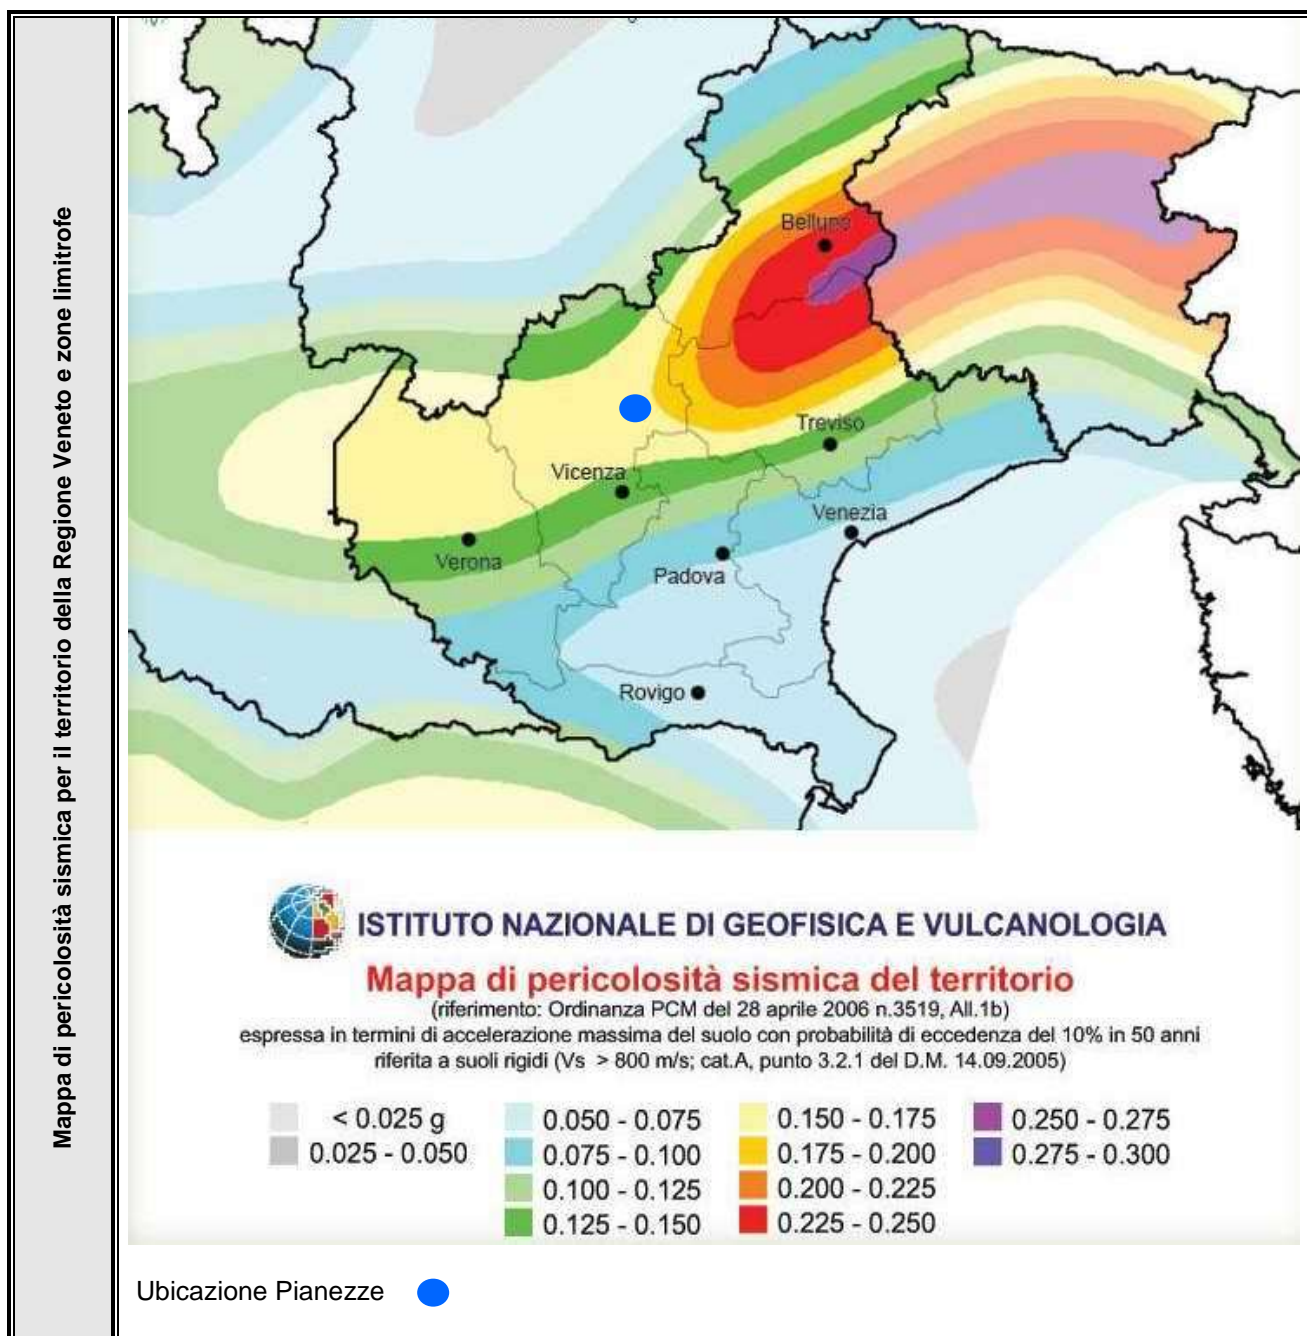 Mappa di pericolosità sismica per il territorio della Regione Veneto e zone limitrofe
Belluno
Treviso
Vicenza
Venezia
Verona
Padova
Rovigo
ISTITUTO NAZIONALE DI GEOFISICA E VULCANOLOGIA
Mappa di pericolosità sismica del territorio
(riferimento: Ordinanza PCM del 28 aprile 2006 n.3519, All.1b)
espressa in termini di accelerazione massima del suolo con probabilità di eccedenza del 10% in 50 anni
riferita a suoli rigidi (Vs > 800 m/s; cat.A, punto 3.2.1 del D.M. 14.09.2005)
< 0.025 g
0.025 - 0.050
0.050 - 0.075
0.075 - 0.100
0.100 - 0.125
0.125 - 0.150
0.150 - 0.175
0.175 - 0.200
0.200 - 0.225
0.225 - 0.250
0.250 - 0.275
0.275 - 0.300
Ubicazione Pianezze